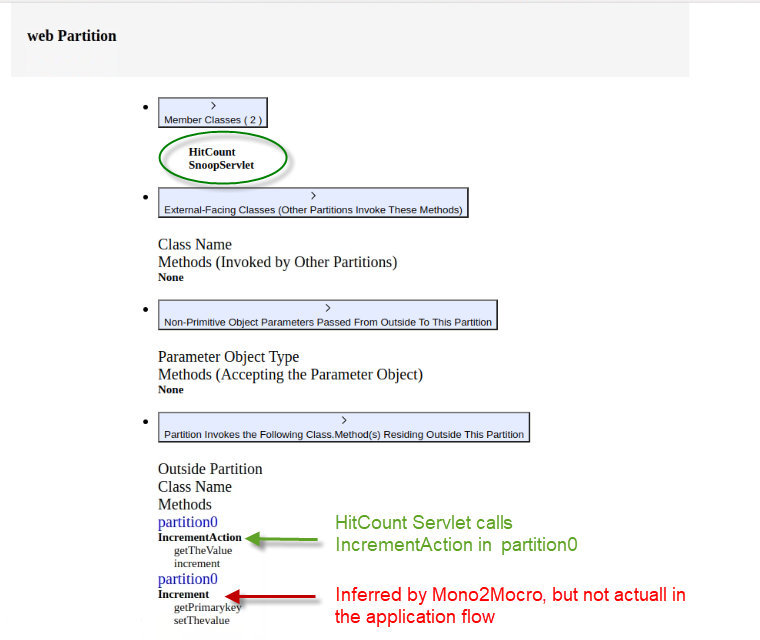 web Partition
>
Member Classes ( 2 )
HitCount
SnoopServlet
>
External-Facing Classes (Other Partitions Invoke These Methods)
Class Name
Methods (Invoked by Other Partitions)
None
>
Non-Primitive Object Parameters Passed From Outside To This Partition
Parameter Object Type
Methods (Accepting the Parameter Object)
None
>
Partition Invokes the Following Class.Method(s) Residing Outside This Partition
Outside Partition
Class Name
Methods
partition0
IncrementAction
getTheValue
increment
HitCount Servlet calls
IncrementAction in partition0
partition0
Increment
getPrimarykey
setThevalue
Inferred by Mono2Mocro, but not actuall in
the application flow